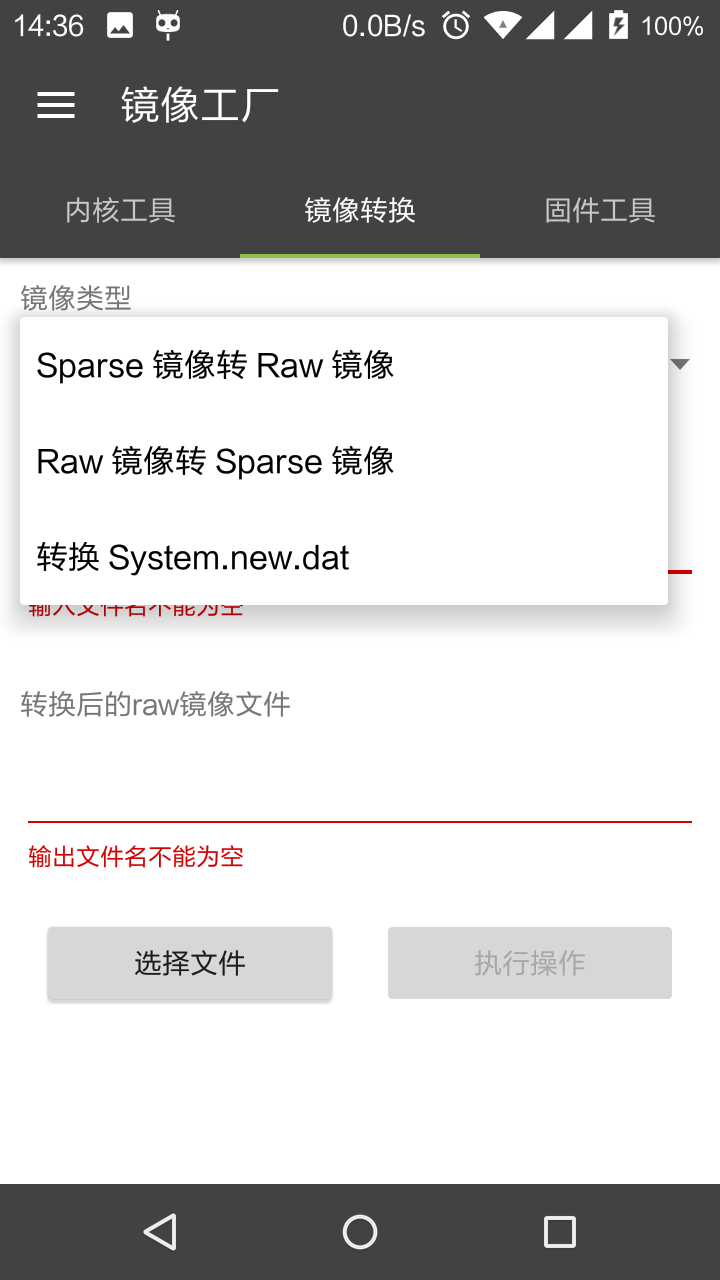 14:36 0.0B/s 100%
镜像工厂
内核工具 镜像转换 固件工具
镜像类型
Sparse 镜像转 Raw 镜像
Raw 镜像转 Sparse 镜像
转换 System.new.dat
输入文件名不能为空
转换后的raw镜像文件
输出文件名不能为空
选择文件 执行操作